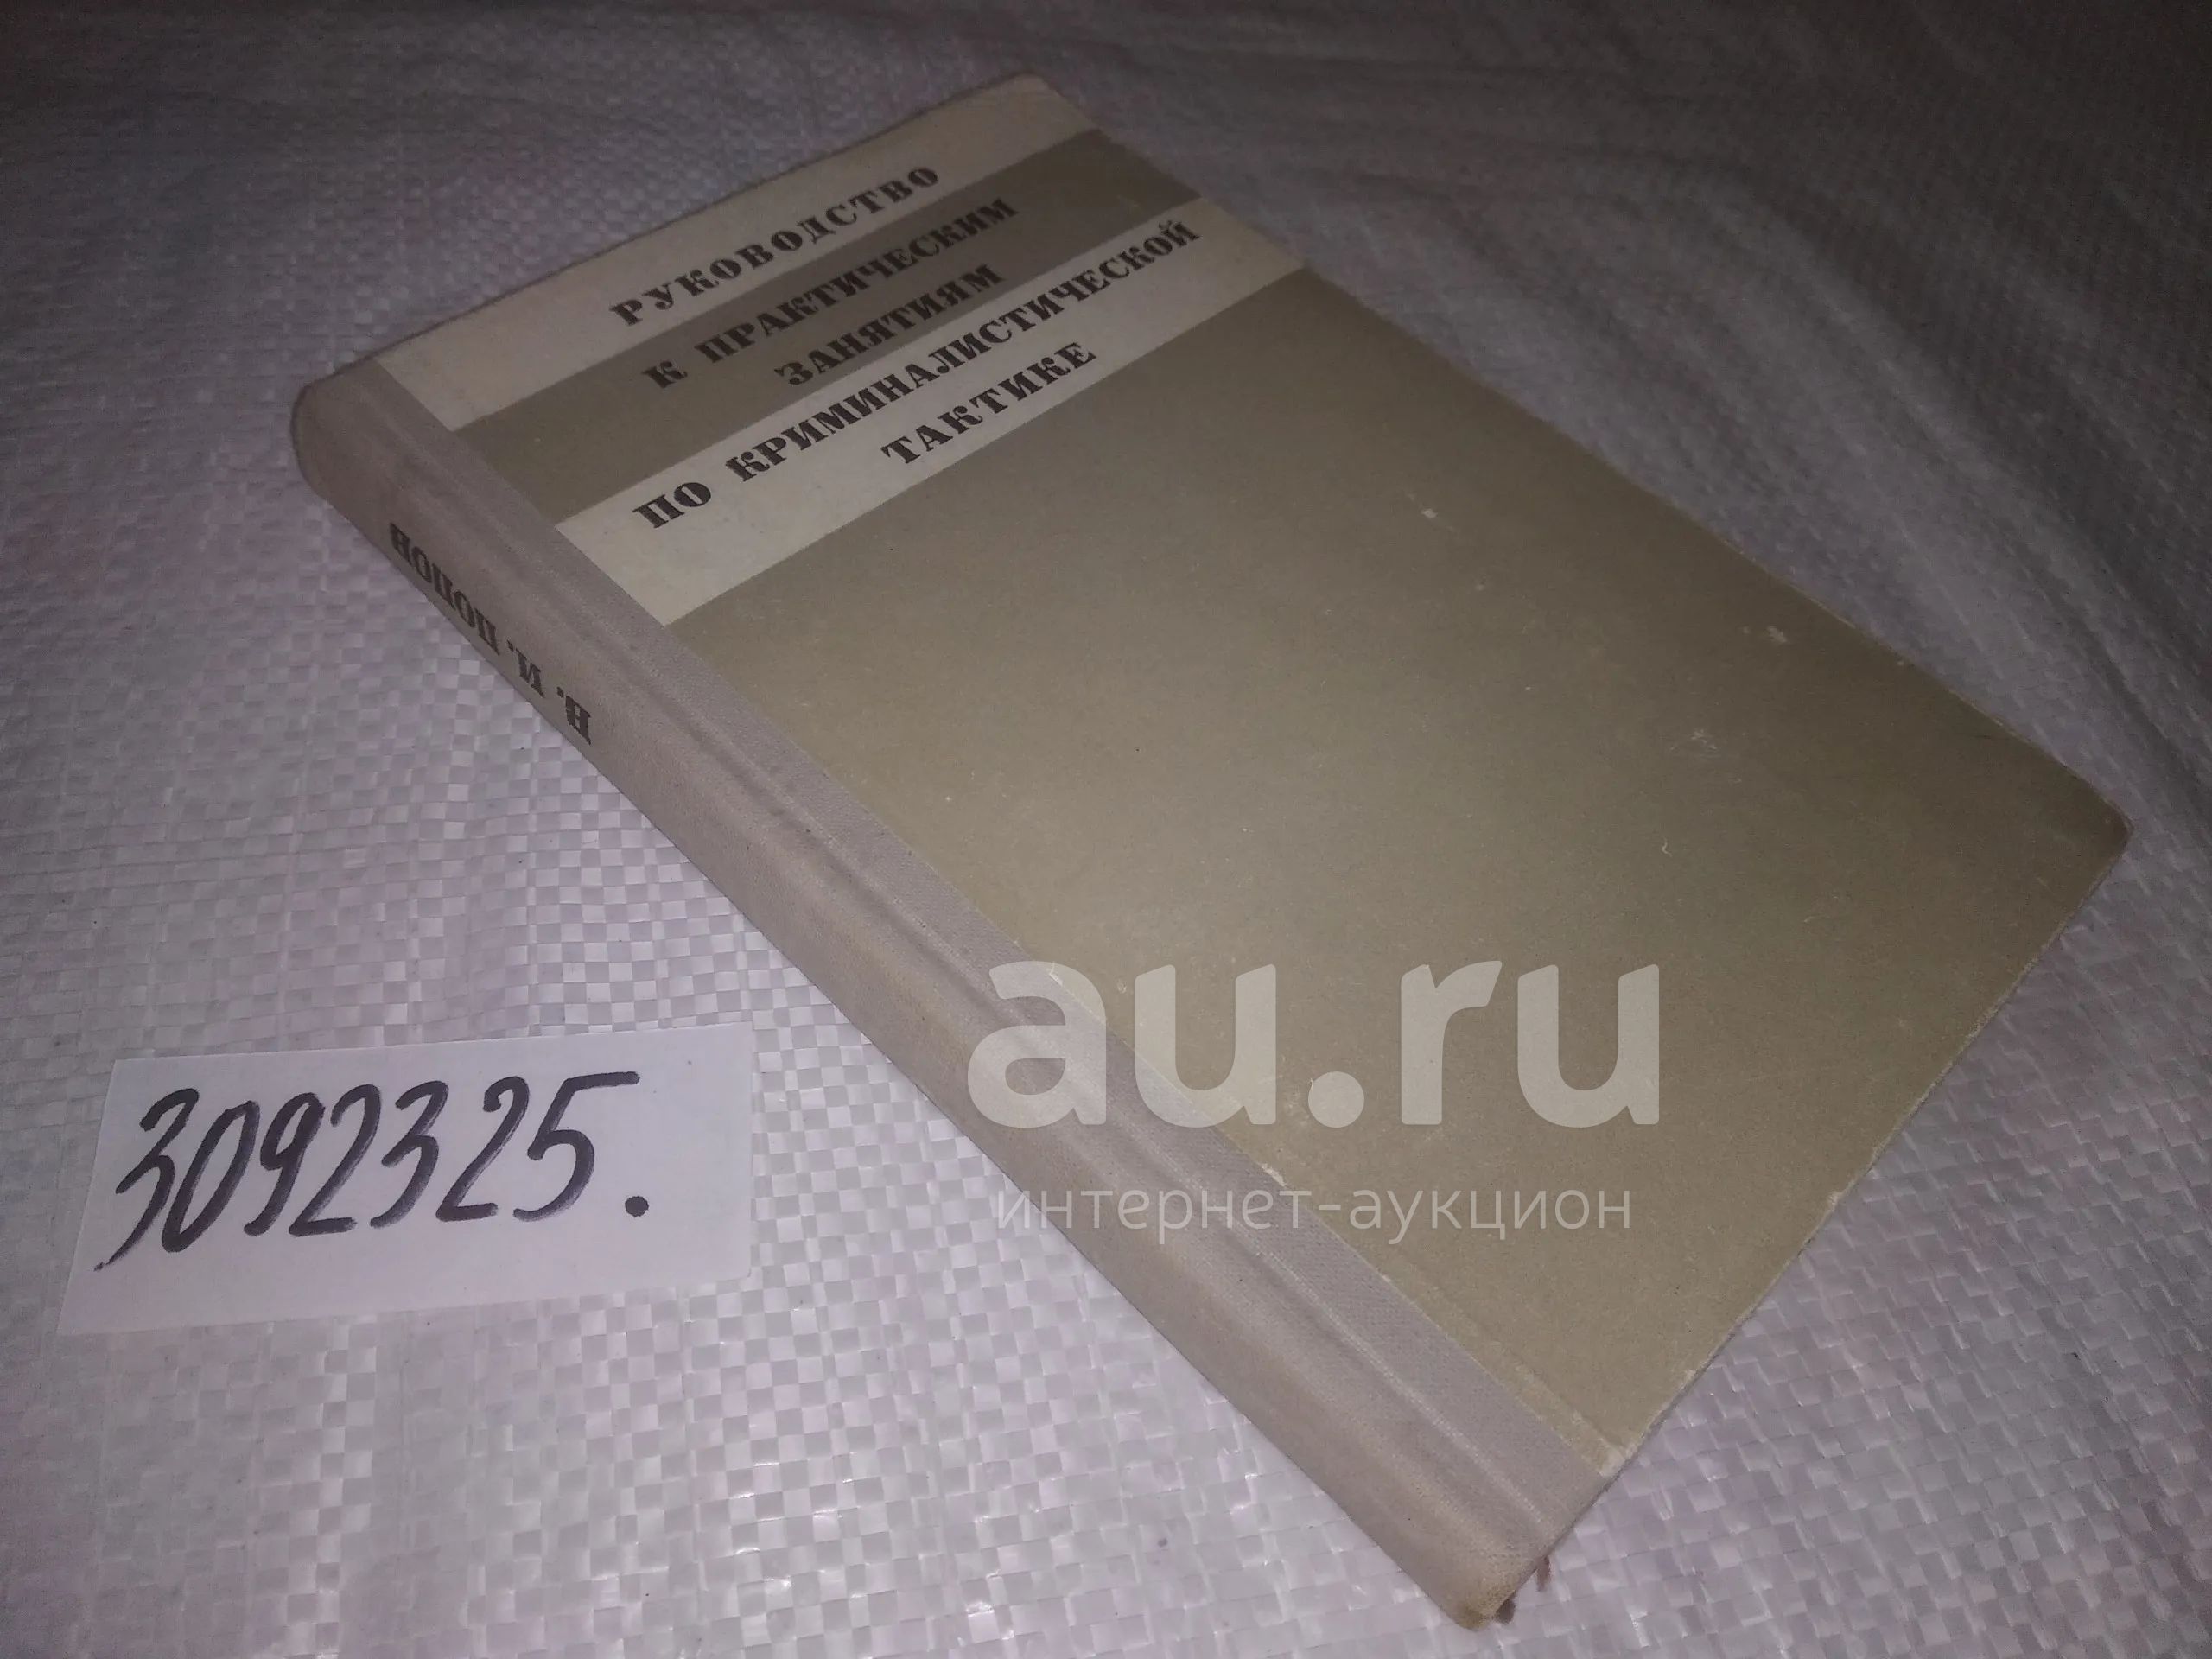 РУКОВОДСТВО
К ПРАКТИЧЕСКИМ
ЗАНЯТИЯМ
ПО КРИМИНАЛИСТИЧЕСКОЙ
ТАКТИКЕ
В. И. ПОПОВ
3092325.
au.ru
интернет-аукцион